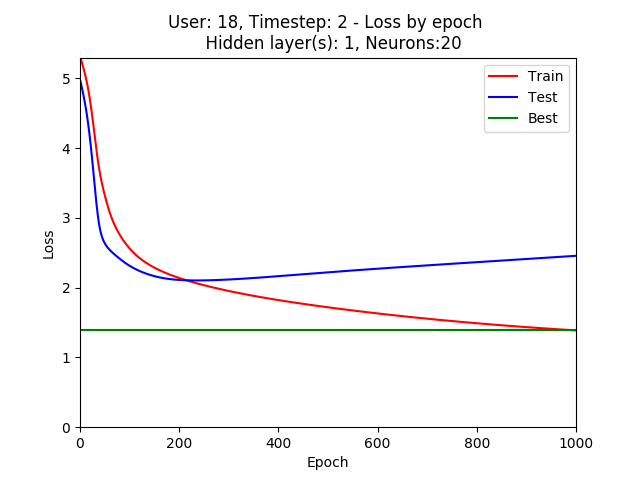 User: 18, Timestep: 2 - Loss by epoch
Hidden layer(s): 1, Neurons:20
Train
Test
Best
5
4
3
2
1
0
Loss
0 200 400 600 800 1000
Epoch